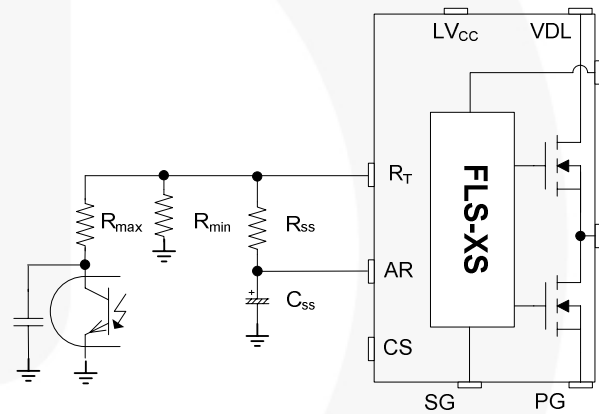 LVCC
VDL
RT
Rmax
Rmin
Rss
AR
+
Css
CS
SG
PG
FLS-XS